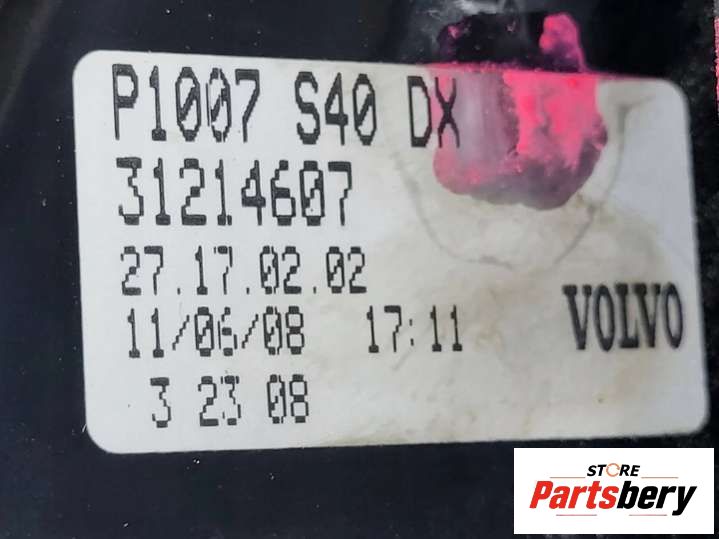 P1007 S40 DX
31214607
27.17.02.02
11/06/08 17:11
VOLVO
3 23 08
STORE
Partsbery